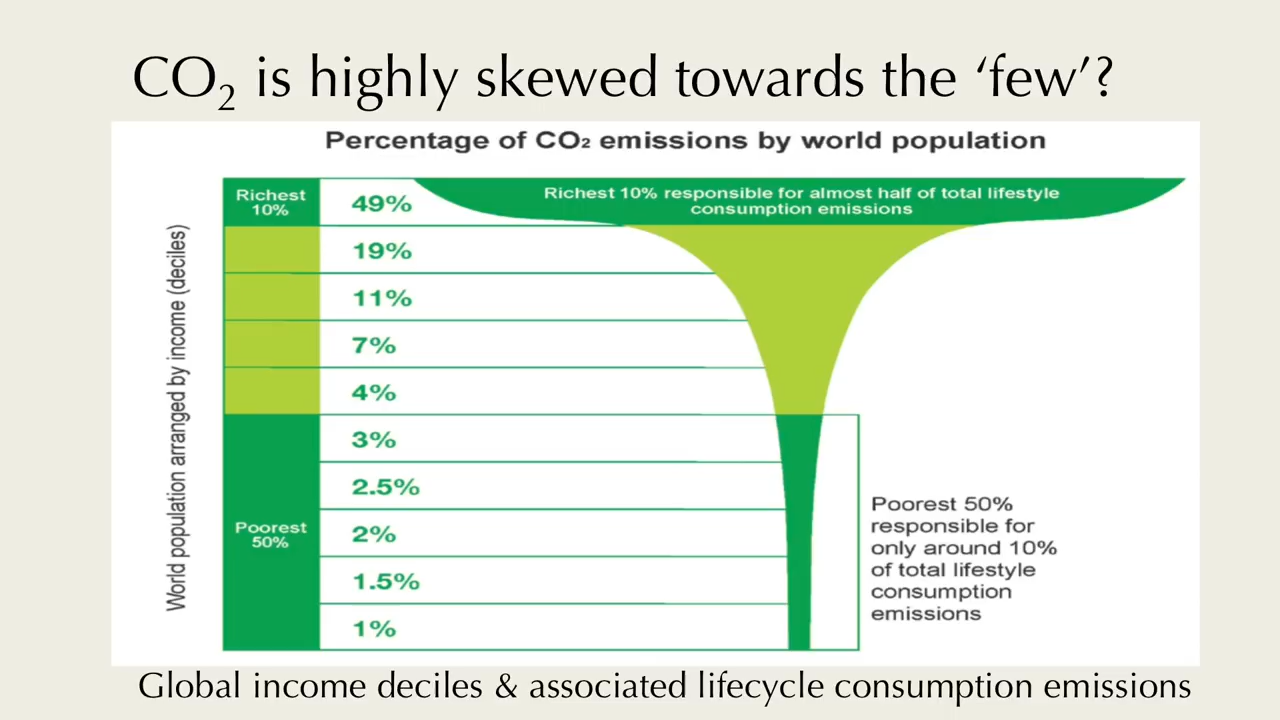 CO₂ is highly skewed towards the ‘few’?
Percentage of CO₂ emissions by world population
World population arranged by income (deciles)
Richest
10%
49%
Richest 10% responsible for almost half of total lifestyle
consumption emissions
19%
11%
7%
4%
3%
2.5%
Poorest
50%
2%
1.5%
1%
Poorest 50%
responsible for
only around 10%
of total lifestyle
consumption
emissions
Global income deciles & associated lifecycle consumption emissions